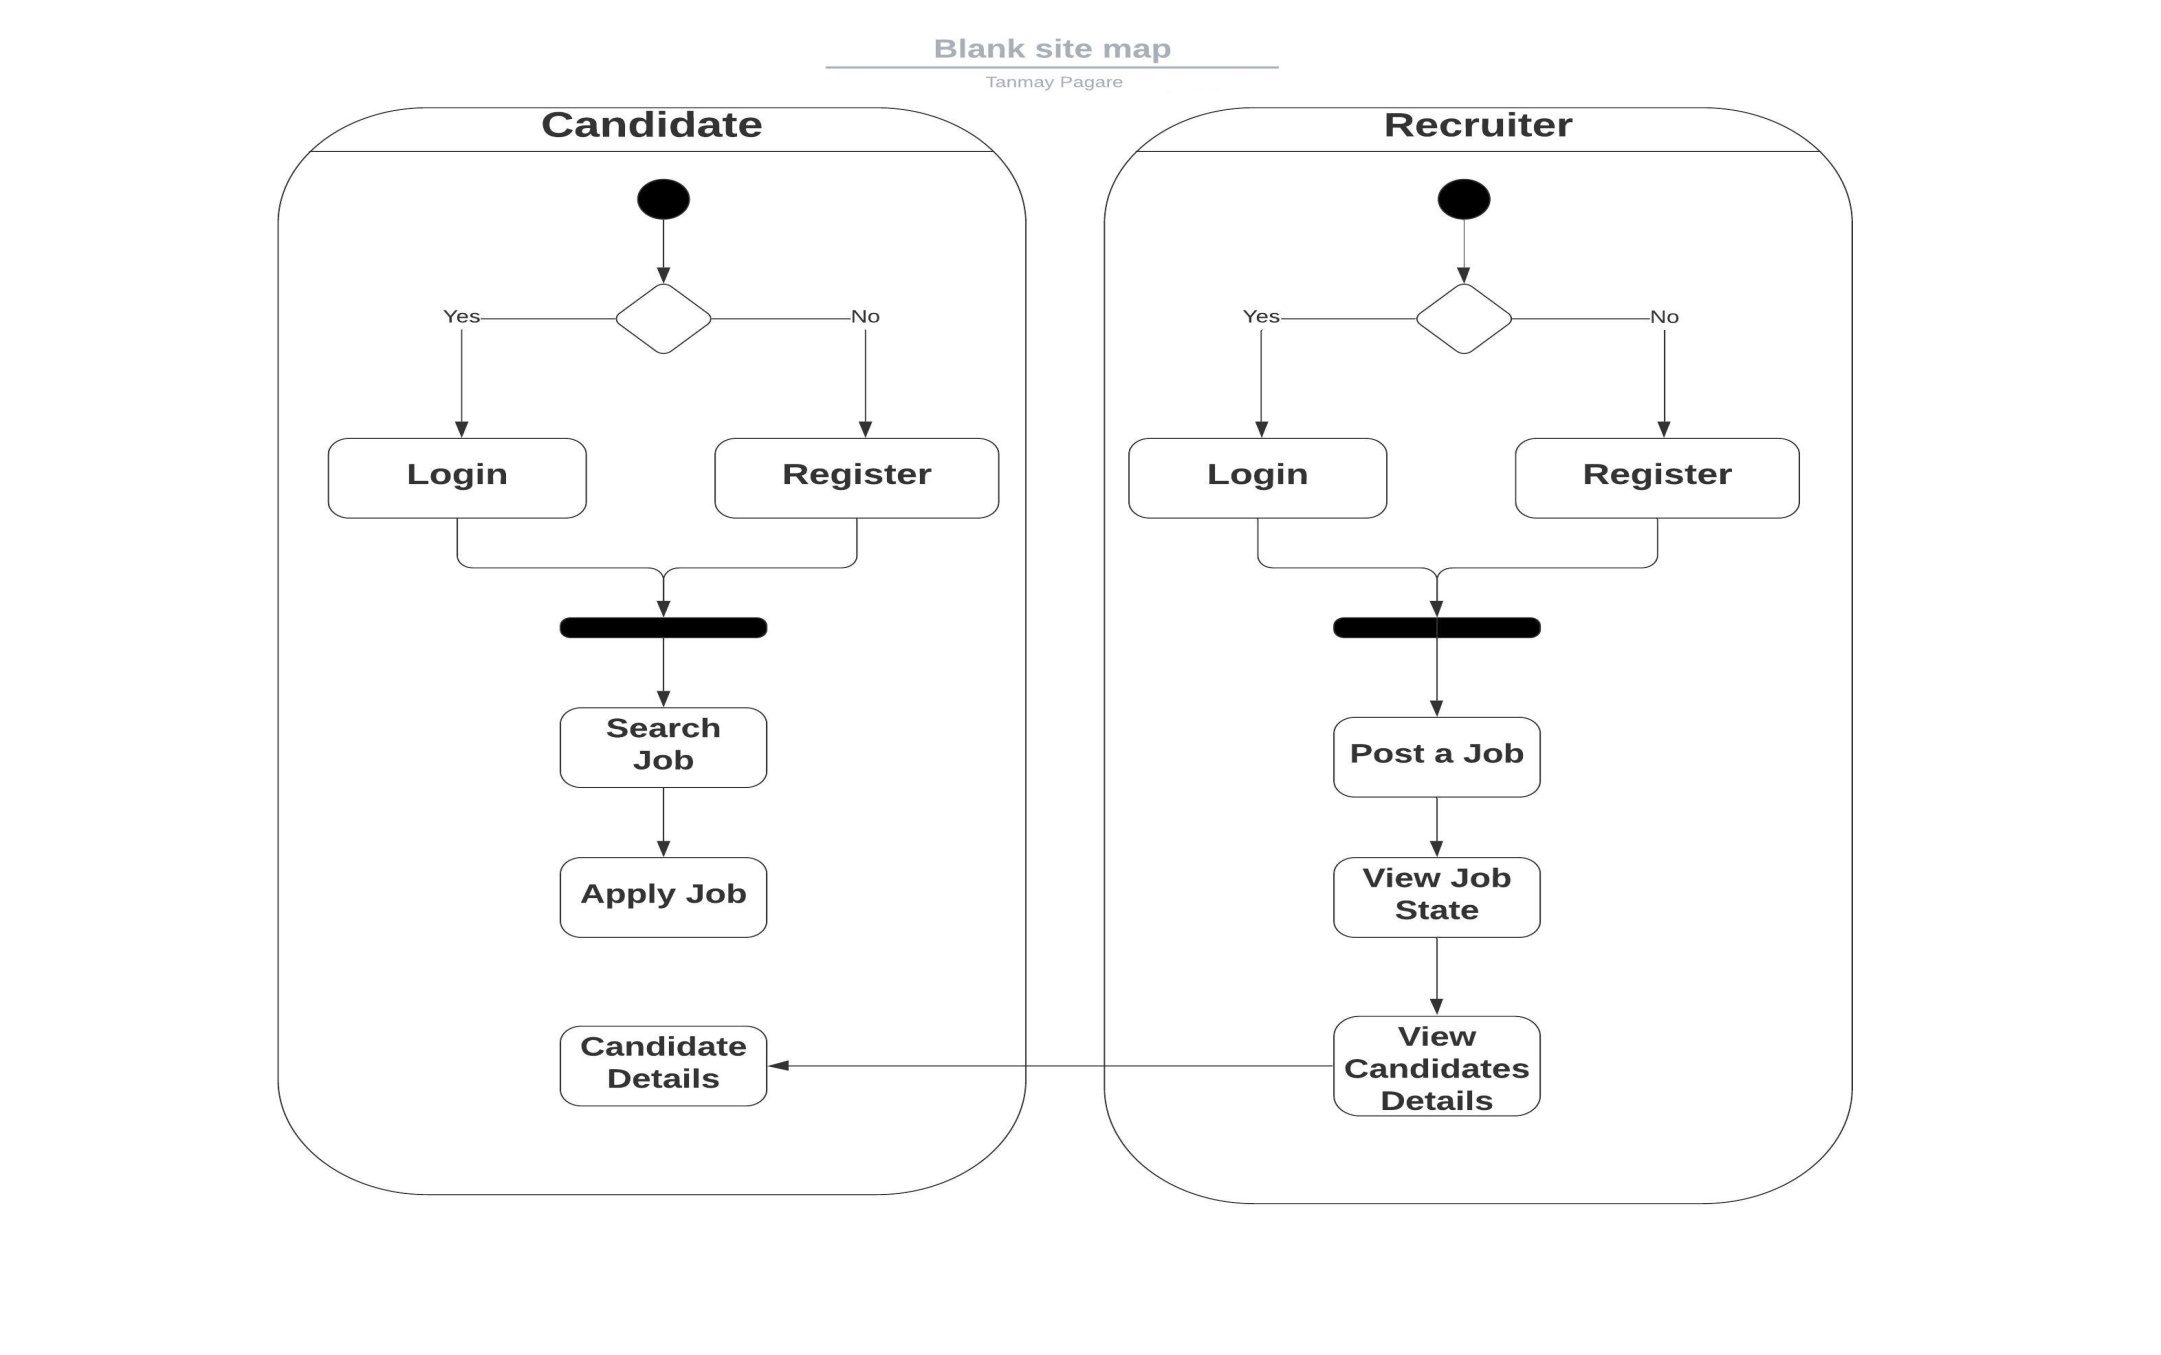 Blank site map
Tanmay Pagare
Candidate
Yes
No
Login
Register
Search
Job
Apply Job
Candidate
Details
Recruiter
Yes
No
Login
Register
Post a Job
View Job
State
View
Candidates
Details